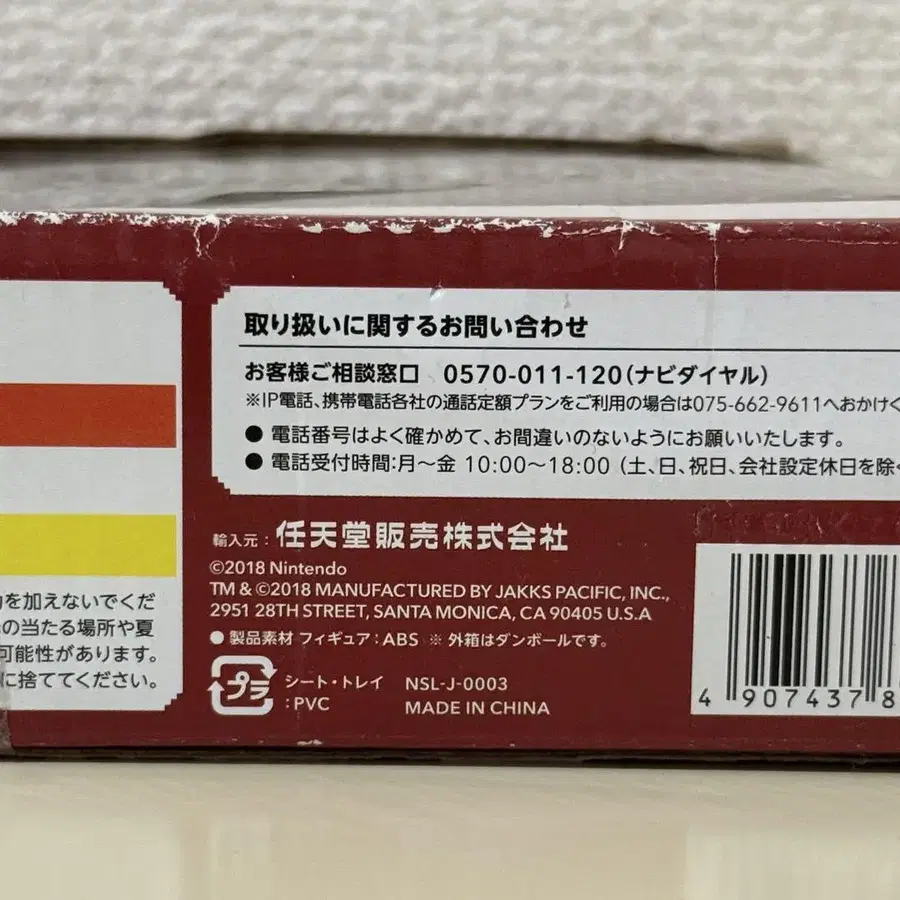 取り扱いに関するお問い合わせ
お客様ご相談窓口 0570-011-120(ナビダイヤル)
※IP電話、携帯電話各社の通話定額プランをご利用の場合は075-662-9611へおかけく
● 電話番号はよく確かめて、お間違いのないようにお願いいたします。
● 電話受付時間:月～金 10:00～18:00 (土、日、祝日、会社設定休日を除く
輸入元: 任天堂販売株式会社
©2018 Nintendo
TM & ©2018 MANUFACTURED BY JAKKS PACIFIC, INC.,
2951 28TH STREET, SANTA MONICA, CA 90405 U.S.A
● 製品素材 フィギュア:ABS ※ 外箱はダンボールです。
プラ
シート・トレイ
:PVC
NSL-J-0003
MADE IN CHINA
を加えないでくだ
の当たる場所や夏
可能性があります。
に捨ててください。
4 907437 8